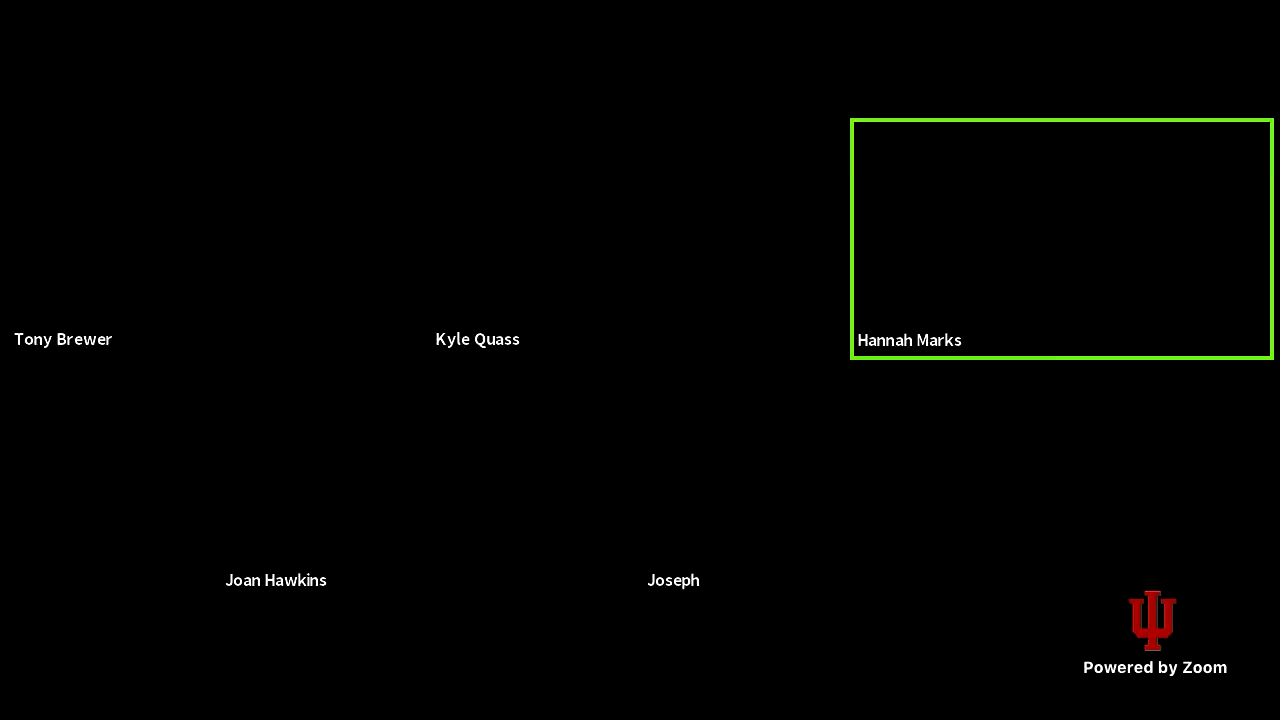 Tony Brewer
Kyle Quass
Hannah Marks
Joan Hawkins
Joseph
Powered by Zoom